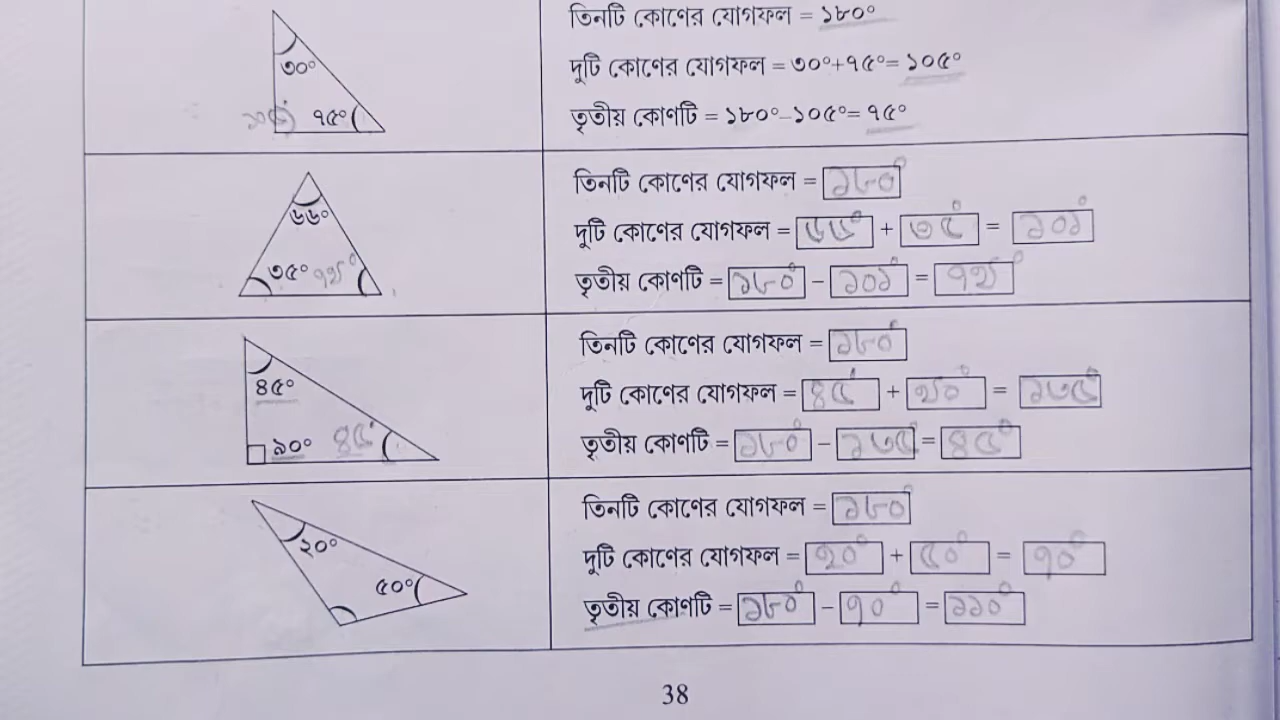 তিনটি কোণের যোগফল = ১৮০°
৩০°
দুটি কোণের যোগফল = ৩০°+৭৫°= ১০৫°
১০৫° ৭৫°
তৃতীয় কোণটি = ১৮০°-১০৫°= ৭৫°
তিনটি কোণের যোগফল = ১৮০°
৬৬°
দুটি কোণের যোগফল = ৬৬° + ৩৫° = ১০১°
৩৫° ৭৯°
তৃতীয় কোণটি = ১৮০° - ১০১° = ৭৯°
তিনটি কোণের যোগফল = ১৮০°
৪৫°
দুটি কোণের যোগফল = ৪৫° + ৯০° = ১৩৫°
৯০° ৪৫°
তৃতীয় কোণটি = ১৮০° - ১৩৫° = ৪৫°
তিনটি কোণের যোগফল = ১৮০°
২০°
দুটি কোণের যোগফল = ২০° + ৫০° = ৭০°
৫০°
তৃতীয় কোণটি = ১৮০° - ৭০° = ১১০°
38